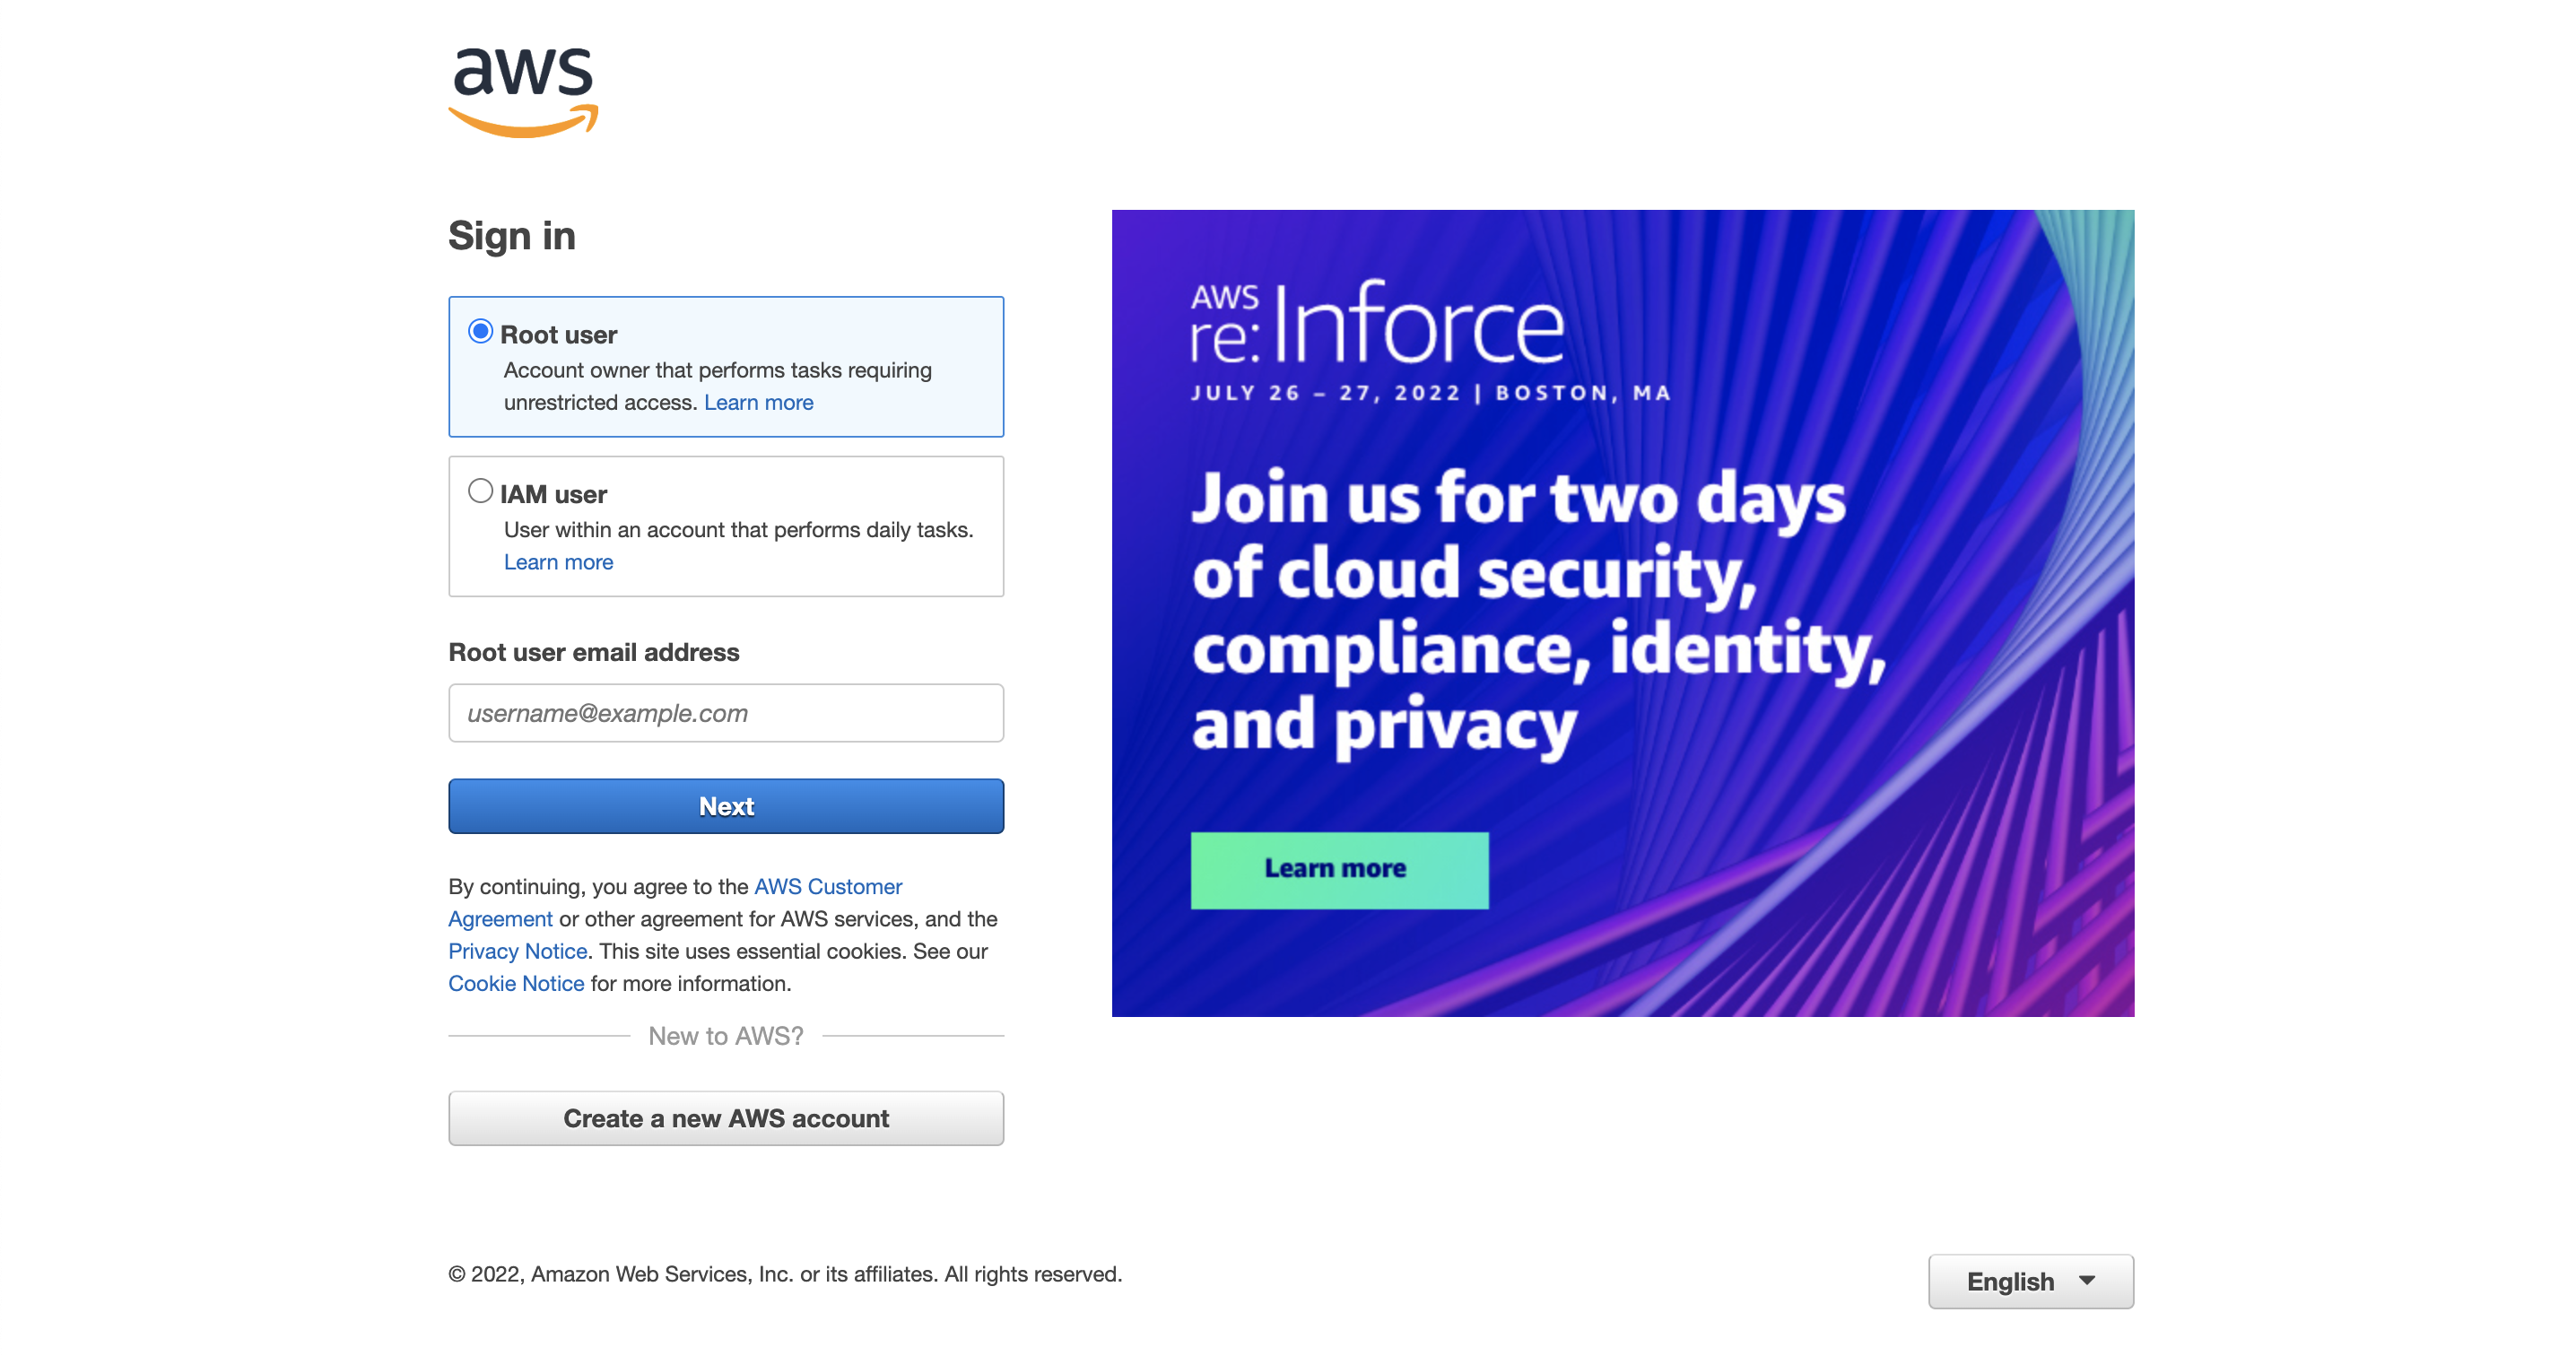 aws
Sign in
Root user
Account owner that performs tasks requiring
unrestricted access. Learn more
IAM user
User within an account that performs daily tasks.
Learn more
Root user email address
username@example.com
Next
By continuing, you agree to the AWS Customer
Agreement or other agreement for AWS services, and the
Privacy Notice. This site uses essential cookies. See our
Cookie Notice for more information.
New to AWS?
Create a new AWS account
AWS
re:Inforce
JULY 26 – 27, 2022 | BOSTON, MA
Join us for two days
of cloud security,
compliance, identity,
and privacy
Learn more
© 2022, Amazon Web Services, Inc. or its affiliates. All rights reserved.
English